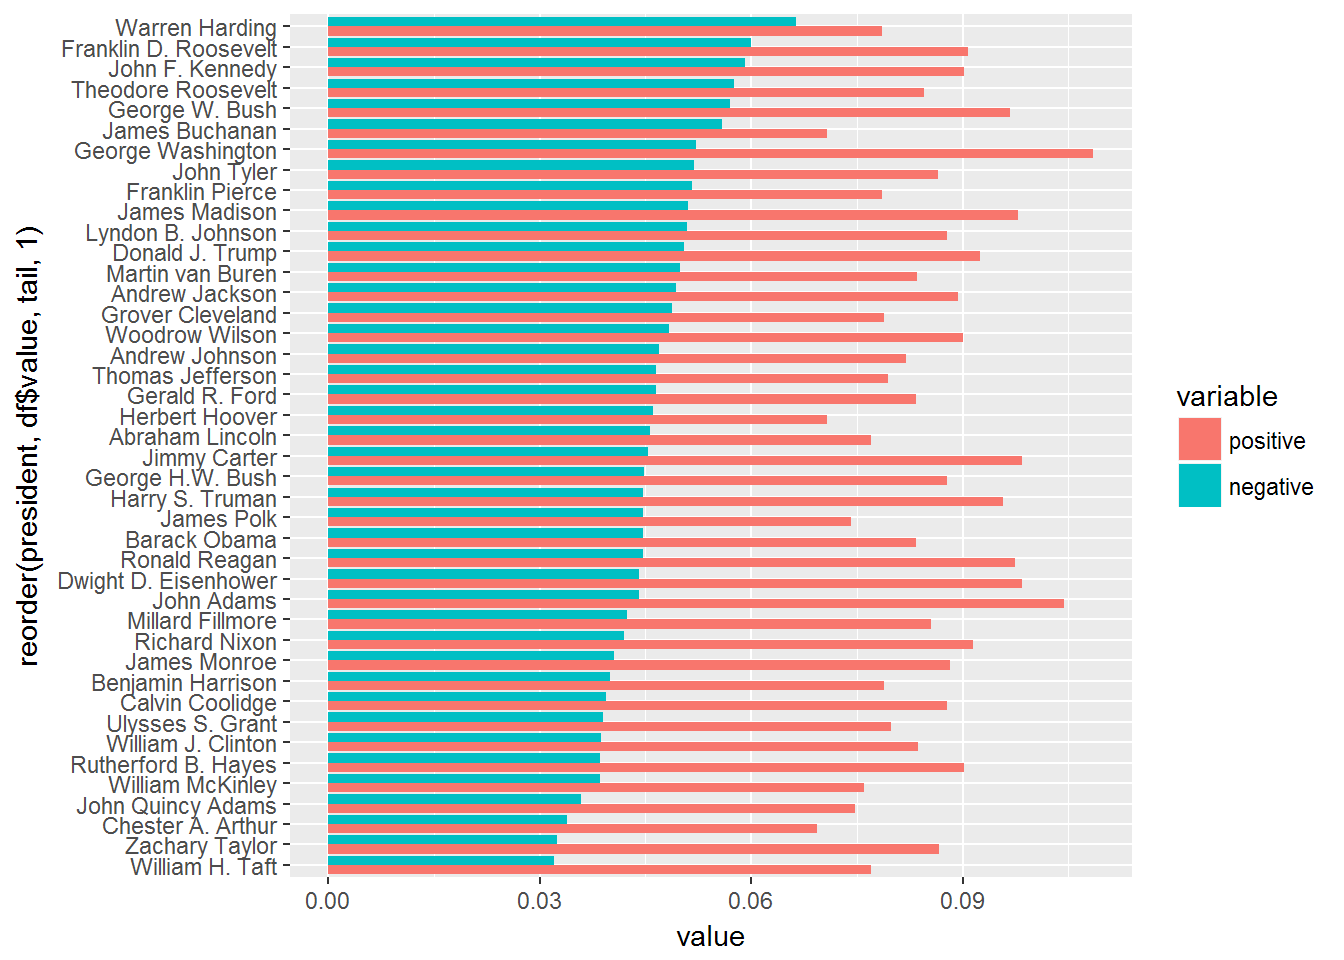 reorder(president, df$value, tail, 1)
Warren Harding
Franklin D. Roosevelt
John F. Kennedy
Theodore Roosevelt
George W. Bush
James Buchanan
George Washington
John Tyler
Franklin Pierce
James Madison
Lyndon B. Johnson
Donald J. Trump
Martin van Buren
Andrew Jackson
Grover Cleveland
Woodrow Wilson
Andrew Johnson
Thomas Jefferson
Gerald R. Ford
Herbert Hoover
Abraham Lincoln
Jimmy Carter
George H.W. Bush
Harry S. Truman
James Polk
Barack Obama
Ronald Reagan
Dwight D. Eisenhower
John Adams
Millard Fillmore
Richard Nixon
James Monroe
Benjamin Harrison
Calvin Coolidge
Ulysses S. Grant
William J. Clinton
Rutherford B. Hayes
William McKinley
John Quincy Adams
Chester A. Arthur
Zachary Taylor
William H. Taft
0.00 0.03 0.06 0.09
value
variable
positive
negative